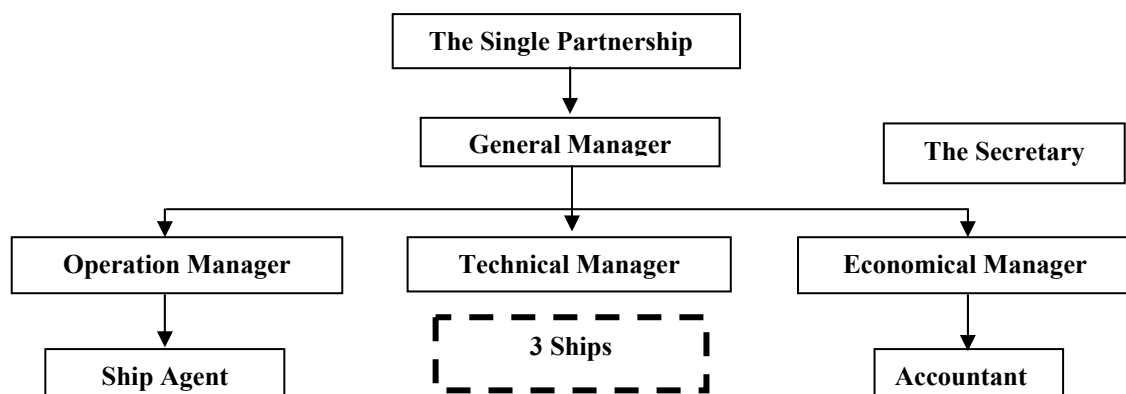 The Single Partnership
General Manager
The Secretary
Operation Manager
Technical Manager
Economical Manager
3 Ships
Ship Agent
Accountant